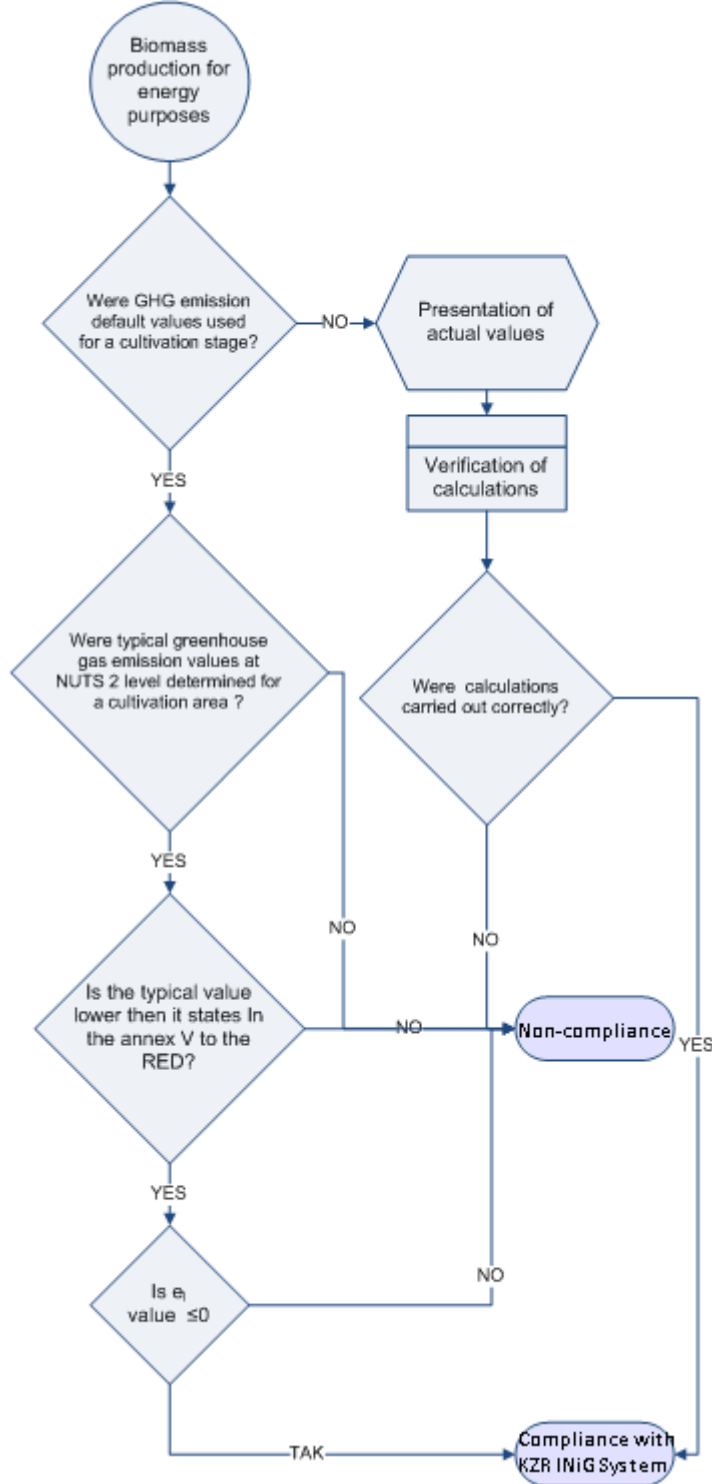 Biomass
production for
energy
purposes
Were GHG emission
default values used
for a cultivation stage?
NO
Presentation of
actual values
Verification of
calculations
YES
Were typical greenhouse
gas emission values at
NUTS 2 level determined for
a cultivation area ?
Were calculations
carried out correctly?
YES
NO
NO
Is the typical value
lower then it states In
the annex V to the
RED?
NO
Non-compliance
YES
YES
Is eₗ
value ≤0
NO
TAK
Compliance with
KZR INiG System